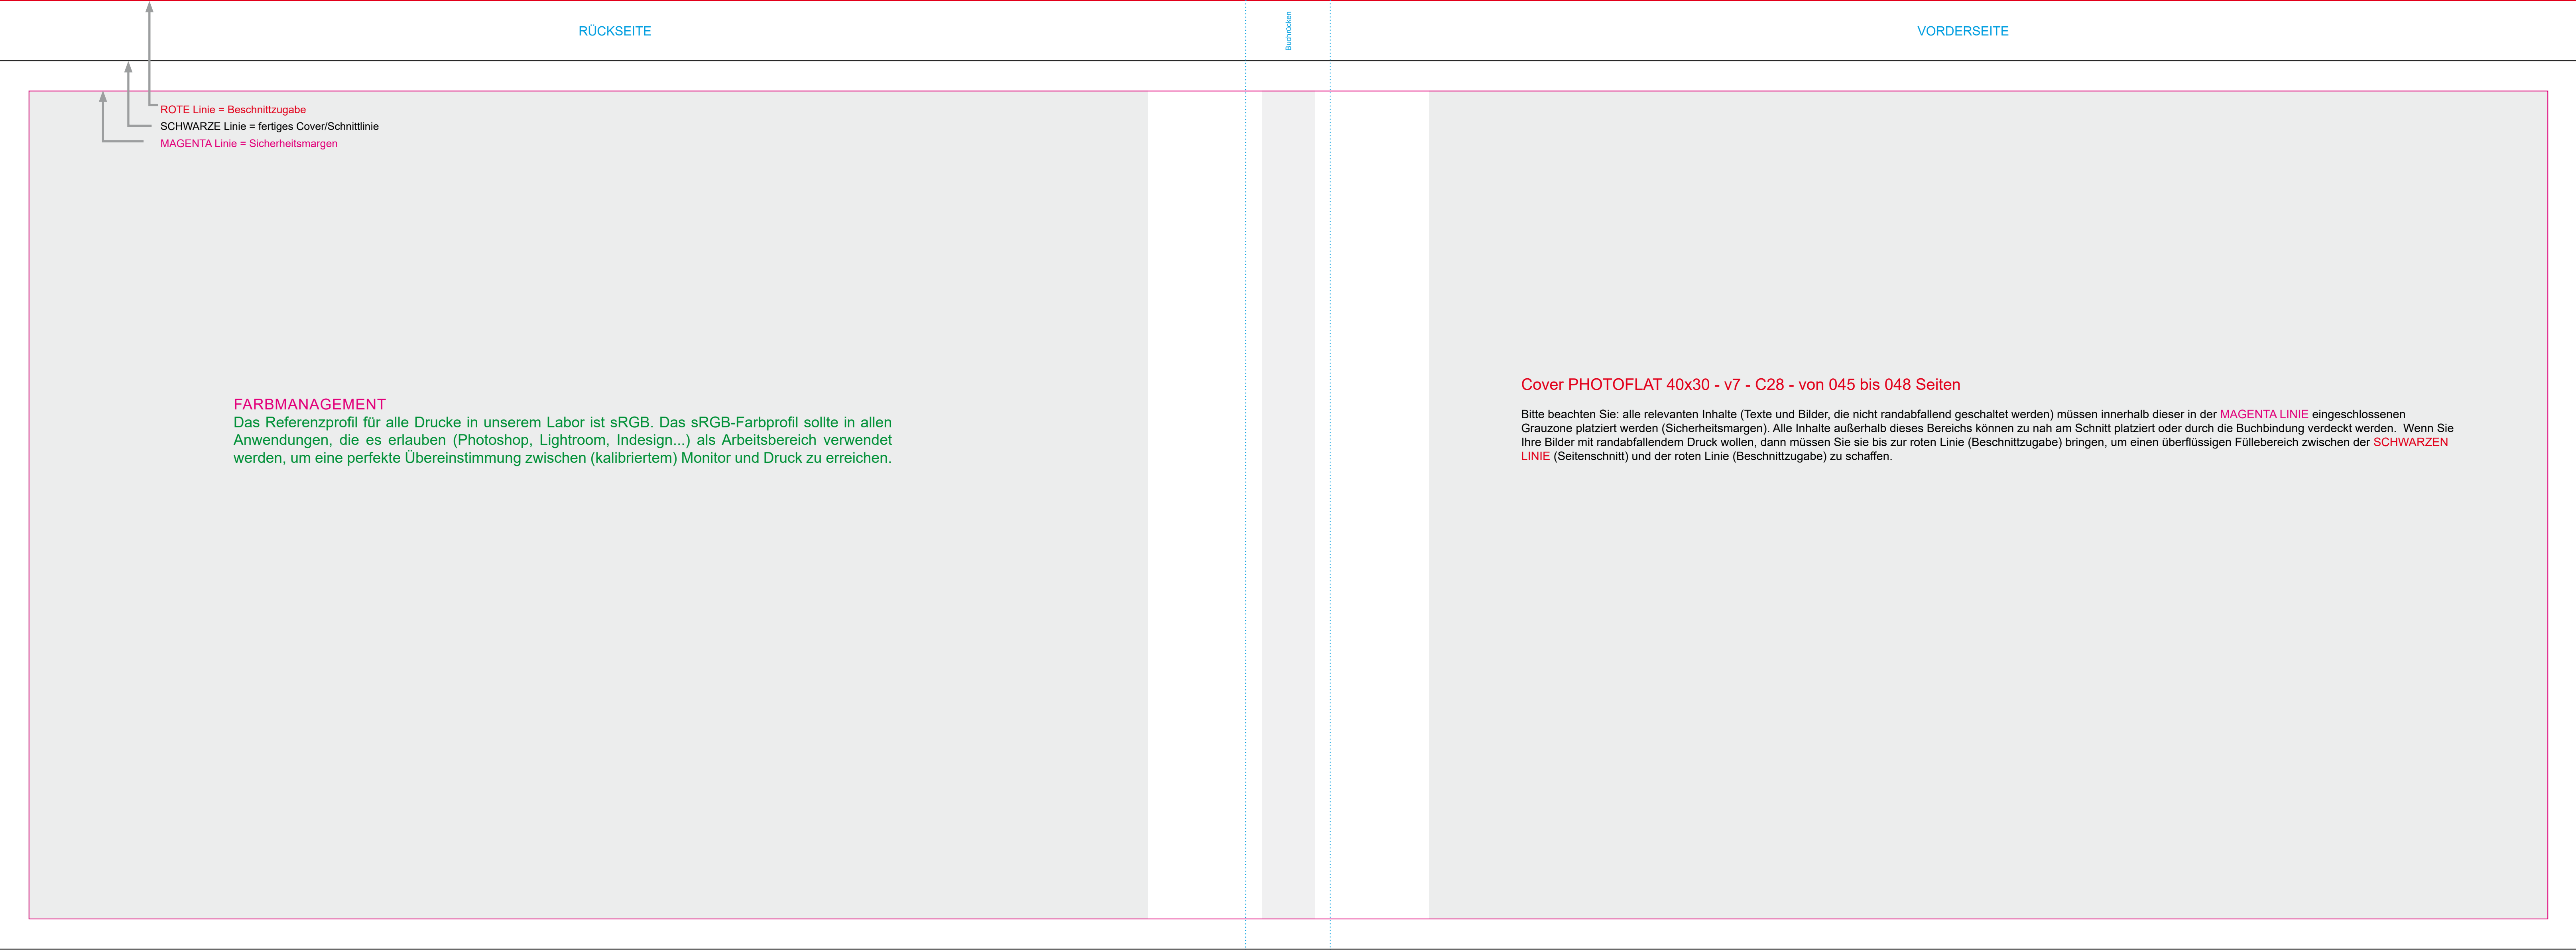 RÜCKSEITE
Buchrücken
VORDERSEITE
ROTE Linie = Beschnittzugabe
SCHWARZE Linie = fertiges Cover/Schnittlinie
MAGENTA Linie = Sicherheitsmargen
FARBMANAGEMENT
Das Referenzprofil für alle Drucke in unserem Labor ist sRGB. Das sRGB-Farbprofil sollte in allen
Anwendungen, die es erlauben (Photoshop, Lightroom, Indesign...) als Arbeitsbereich verwendet
werden, um eine perfekte Übereinstimmung zwischen (kalibriertem) Monitor und Druck zu erreichen.
Cover PHOTOFLAT 40x30 - v7 - C28 - von 045 bis 048 Seiten
Bitte beachten Sie: alle relevanten Inhalte (Texte und Bilder, die nicht randabfallend geschaltet werden) müssen innerhalb dieser in der MAGENTA LINIE eingeschlossenen
Grauzone platziert werden (Sicherheitsmargen). Alle Inhalte außerhalb dieses Bereichs können zu nah am Schnitt platziert oder durch die Buchbindung verdeckt werden.  Wenn Sie
Ihre Bilder mit randabfallendem Druck wollen, dann müssen Sie sie bis zur roten Linie (Beschnittzugabe) bringen, um einen überflüssigen Füllebereich zwischen der SCHWARZEN
LINIE (Seitenschnitt) und der roten Linie (Beschnittzugabe) zu schaffen.